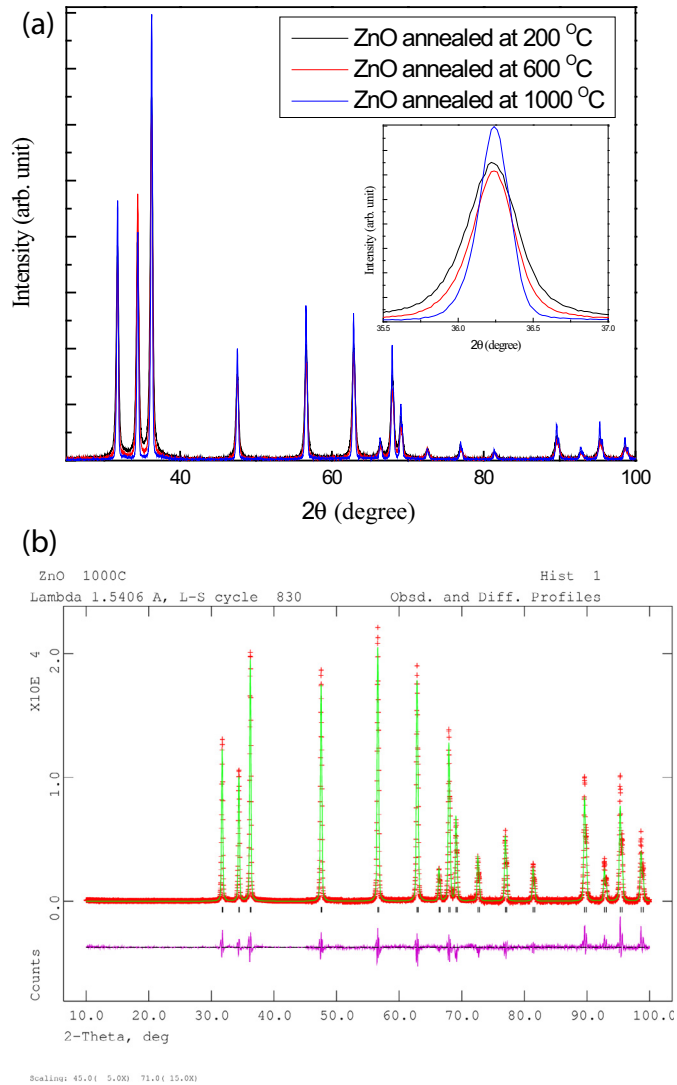 (a)
ZnO annealed at 200 °C
ZnO annealed at 600 °C
ZnO annealed at 1000 °C
Intensity (arb. unit)
Intensity (arb. unit)
35.5 36.0 36.5 37.0
2θ (degree)
40 60 80 100
2θ (degree)
(b)
ZnO 1000C Hist 1
Lambda 1.5406 A, L-S cycle 830 Obsd. and Diff. Profiles
X10E 4
2.0
1.0
0.0
Counts
10.0 20.0 30.0 40.0 50.0 60.0 70.0 80.0 90.0 100.0
2-Theta, deg
Scaling: 45.0( 5.0X) 71.0( 15.0X)